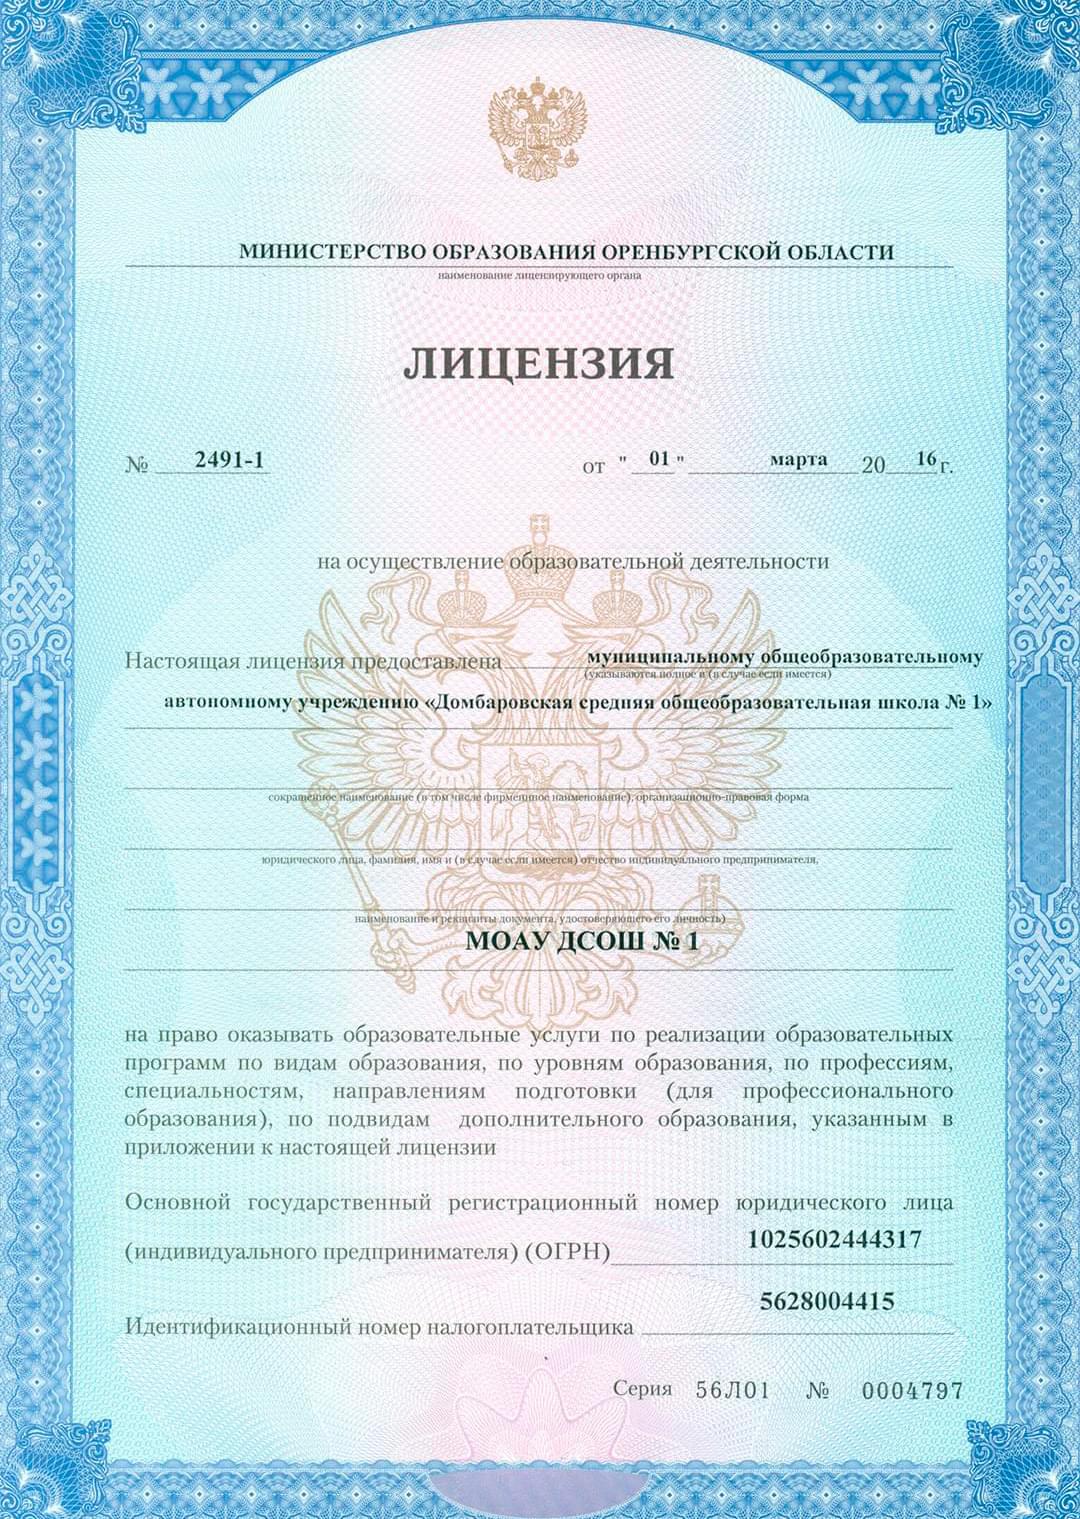 МИНИСТЕРСТВО ОБРАЗОВАНИЯ ОРЕНБУРГСКОЙ ОБЛАСТИ
наименование лицензирующего органа
ЛИЦЕНЗИЯ
№ 2491-1 от "01" марта 2016 г.
на осуществление образовательной деятельности
Настоящая лицензия предоставлена муниципальному общеобразовательному
(указываются полное и (в случае если имеется)
автономному учреждению «Домбаровская средняя общеобразовательная школа № 1»
сокращённое наименование (в том числе фирменное наименование), организационно-правовая форма
юридического лица, фамилия, имя и (в случае если имеется) отчество индивидуального предпринимателя,
наименование и реквизиты документа, удостоверяющего его личность)
МОАУ ДСОШ № 1
на право оказывать образовательные услуги по реализации образовательных
программ по видам образования, по уровням образования, по профессиям,
специальностям, направлениям подготовки (для профессионального
образования), по подвидам дополнительного образования, указанным в
приложении к настоящей лицензии
Основной государственный регистрационный номер юридического лица
(индивидуального предпринимателя) (ОГРН) 1025602444317
Идентификационный номер налогоплательщика 5628004415
Серия 56Л01 № 0004797